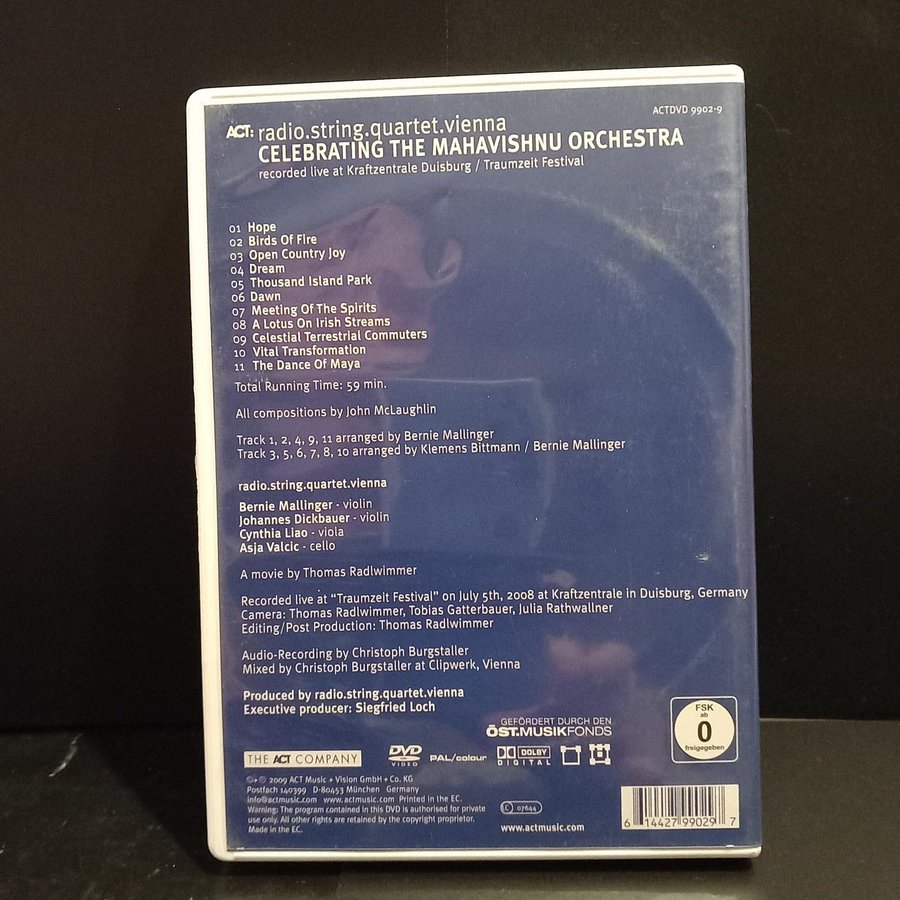 ACTDVD 9902-9
ACT: radio.string.quartet.vienna
CELEBRATING THE MAHAVISHNU ORCHESTRA
recorded live at Kraftzentrale Duisburg / Traumzeit Festival
01 Hope
02 Birds Of Fire
03 Open Country Joy
04 Dream
05 Thousand Island Park
06 Dawn
07 Meeting Of The Spirits
08 A Lotus On Irish Streams
09 Celestial Terrestrial Commuters
10 Vital Transformation
11 The Dance Of Maya
Total Running Time: 59 min.
All compositions by John McLaughlin
Track 1, 2, 4, 9, 11 arranged by Bernie Mallinger
Track 3, 5, 6, 7, 8, 10 arranged by Klemens Bittmann / Bernie Mallinger
radio.string.quartet.vienna
Bernie Mallinger - violin
Johannes Dickbauer - violin
Cynthia Liao - viola
Asja Valcic - cello
A movie by Thomas Radlwimmer
Recorded live at "Traumzeit Festival" on July 5th, 2008 at Kraftzentrale in Duisburg, Germany
Camera: Thomas Radlwimmer, Tobias Gatterbauer, Julia Rathwallner
Editing/Post Production: Thomas Radlwimmer
Audio-Recording by Christoph Burgstaller
Mixed by Christoph Burgstaller at Clipwerk, Vienna
Produced by radio.string.quartet.vienna
Executive producer: Siegfried Loch
GEFÖRDERT DURCH DEN
ÖST.MUSIKFONDS
FSK
ab
0
freigegeben
THE ACT COMPANY
DVD
VIDEO
PAL/colour
DOLBY
DIGITAL
℗+© 2009 ACT Music + Vision GmbH + Co. KG
Postfach 140399 D-80453 München Germany
info@actmusic.com www.actmusic.com Printed in the EC.
Warning: The program contained in this DVD is authorised for private
use only. All other rights are retained by the copyright proprietor.
Made in the EC.
LC 07644
www.actmusic.com
6 14427 99029 7